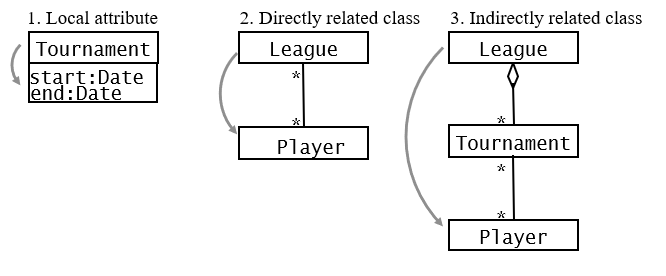 1. Local attribute
Tournament
start:Date
end:Date
2. Directly related class
League
*
*
Player
3. Indirectly related class
League
*
Tournament
*
*
Player